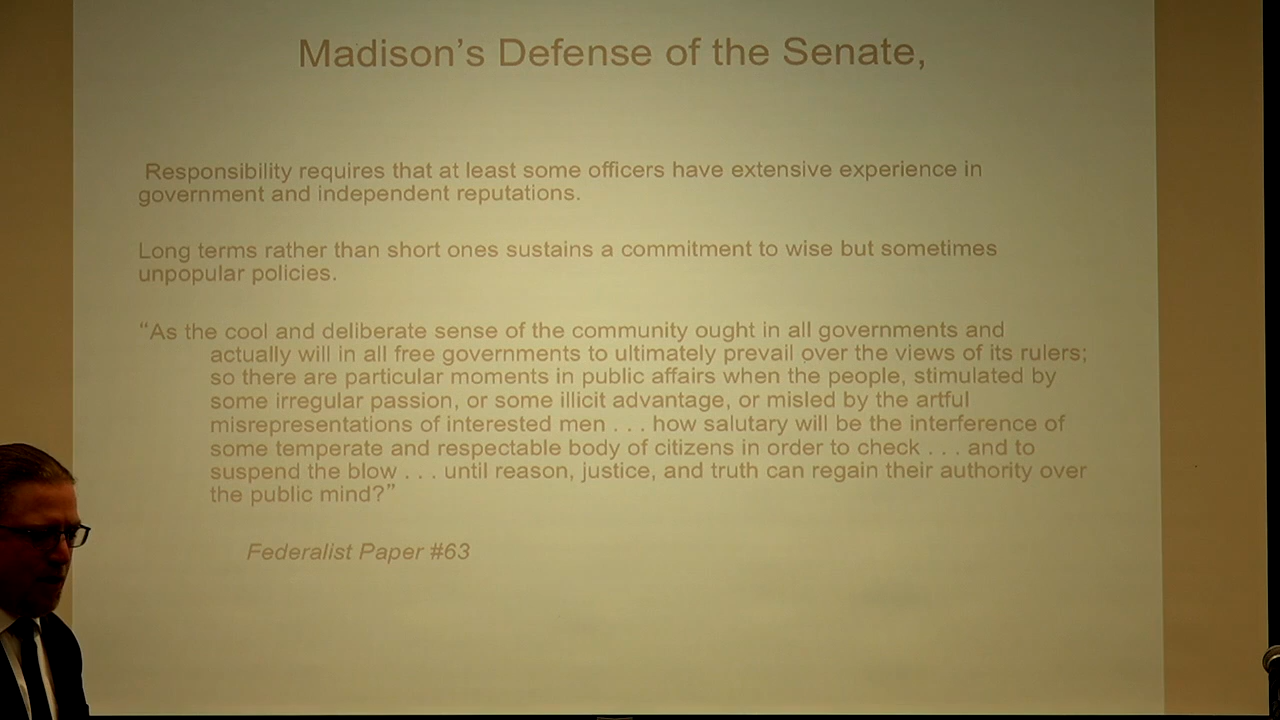 Madison’s Defense of the Senate,
Responsibility requires that at least some officers have extensive experience in
government and independent reputations.
Long terms rather than short ones sustains a commitment to wise but sometimes
unpopular policies.
“As the cool and deliberate sense of the community ought in all governments and
actually will in all free governments to ultimately prevail over the views of its rulers;
so there are particular moments in public affairs when the people, stimulated by
some irregular passion, or some illicit advantage, or misled by the artful
misrepresentations of interested men . . . how salutary will be the interference of
some temperate and respectable body of citizens in order to check . . . and to
suspend the blow . . . until reason, justice, and truth can regain their authority over
the public mind?”
Federalist Paper #63